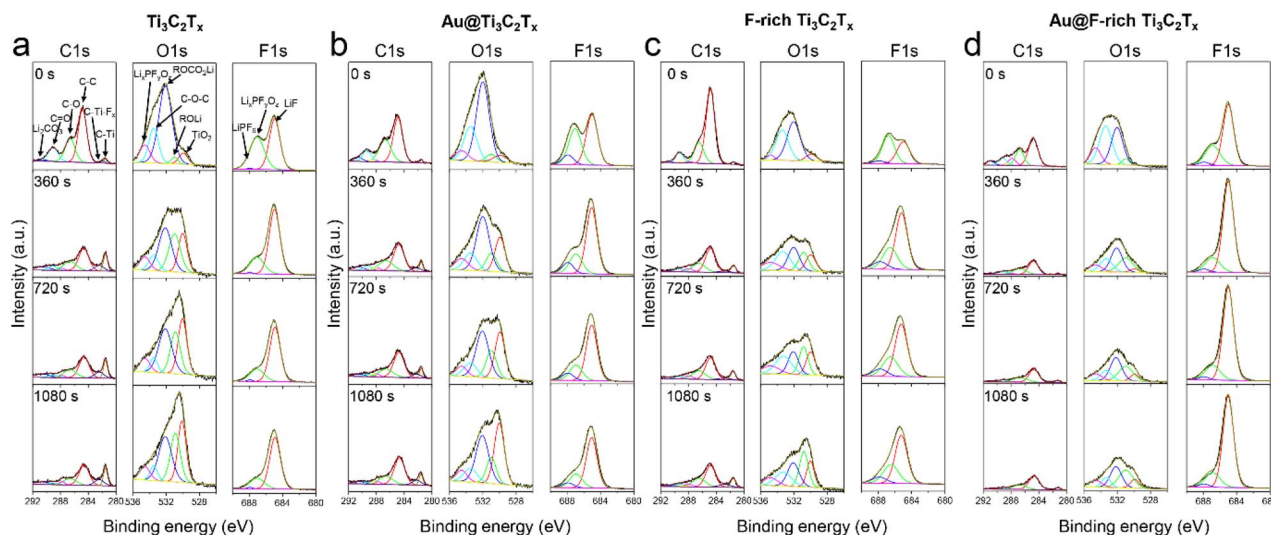 Ti₃C₂Tₓ
Au@Ti₃C₂Tₓ
F-rich Ti₃C₂Tₓ
Au@F-rich Ti₃C₂Tₓ
a
C1s
O1s
F1s
b
C1s
O1s
F1s
c
C1s
O1s
F1s
d
C1s
O1s
F1s
Intensity (a.u.)
0 s
Li₂CO₃
C=O
C-O
C-C
C-Ti-Fₓ
C-Ti
LiₓPFᵧO_z
ROCO₂Li
C-O-C
ROLi
TiO₂
LiPF₆
LiₓPFᵧO_z
LiF
360 s
720 s
1080 s
292 288 284 280
536 532 528
688 684 680
Binding energy (eV)
Intensity (a.u.)
0 s
360 s
720 s
1080 s
292 288 284 280
536 532 528
688 684 680
Binding energy (eV)
Intensity (a.u.)
0 s
360 s
720 s
1080 s
292 288 284 280
536 532 528
688 684 680
Binding energy (eV)
Intensity (a.u.)
0 s
360 s
720 s
1080 s
292 288 284 280
536 532 528
688 684
Binding energy (eV)